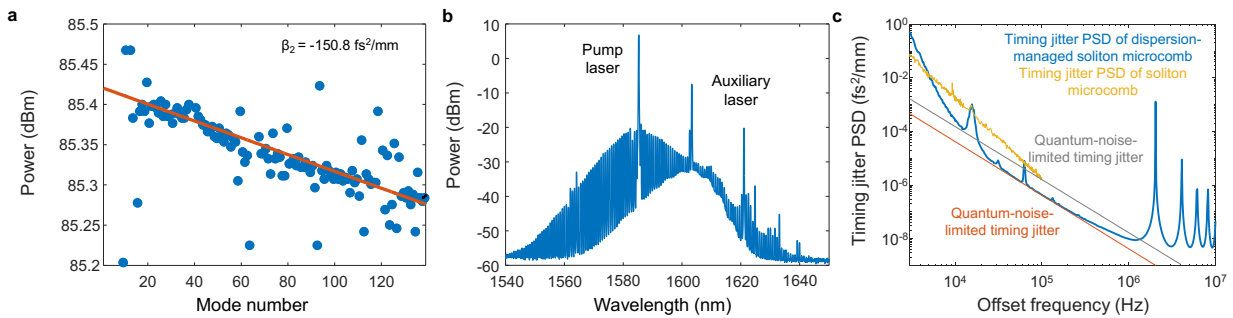 a
85.5
85.45
85.4
85.35
85.3
85.25
85.2
Power (dBm)
β2 = -150.8 fs²/mm
20
40
60
80
100
120
Mode number
b
10
0
-10
-20
-30
-40
-50
-60
Power (dBm)
Pump
laser
Auxiliary
laser
1540
1560
1580
1600
1620
1640
Wavelength (nm)
c
10⁰
10⁻²
10⁻⁴
10⁻⁶
10⁻⁸
Timing jitter PSD (fs²/mm)
Timing jitter PSD of dispersion-
managed soliton microcomb
Timing jitter PSD of soliton
microcomb
Quantum-noise-
limited timing jitter
Quantum-noise-
limited timing jitter
10⁴
10⁵
10⁶
10⁷
Offset frequency (Hz)